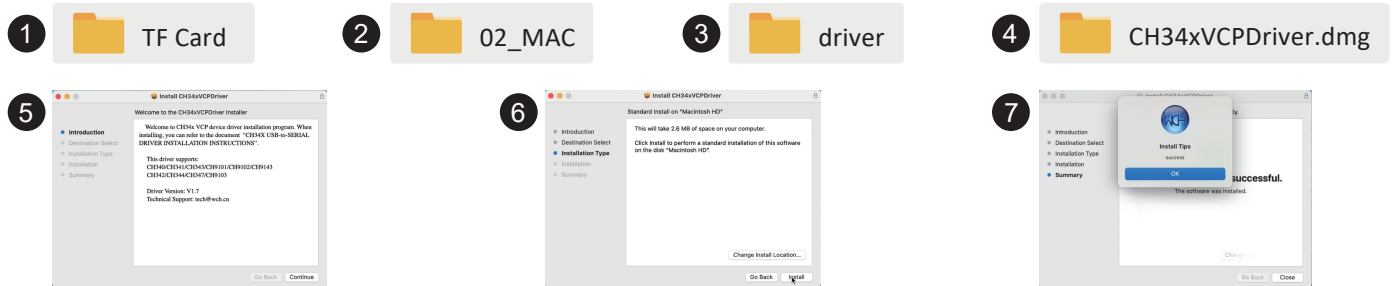 1
TF Card
2
02_MAC
3
driver
4
CH34xVCPDriver.dmg
5
Install CH34xVCPDriver
Welcome to the CH34xVCPDriver Installer
Introduction
Destination Select
Installation Type
Installation
Summary
Welcome to CH34x VCP device driver installation program. When
installing, you can refer to the document "CH34X USB-to-SERIAL
DRIVER INSTALLATION INSTRUCTIONS".
This driver supports:
CH340/CH341/CH343/CH9101/CH9102/CH9143
CH342/CH344/CH347/CH9103
Driver Version: V1.7
Technical Support: tech@wch.cn
Go Back
Continue
6
Install CH34xVCPDriver
Standard Install on "Macintosh HD"
Introduction
Destination Select
Installation Type
Installation
Summary
This will take 2.6 MB of space on your computer.
Click Install to perform a standard installation of this software
on the disk "Macintosh HD".
Change Install Location...
Go Back
Install
7
Install CH34xVCPDriver
Introduction
Destination Select
Installation Type
Installation
Summary
Install Tips
success
OK
successful.
The software was installed.
Go Back
Close